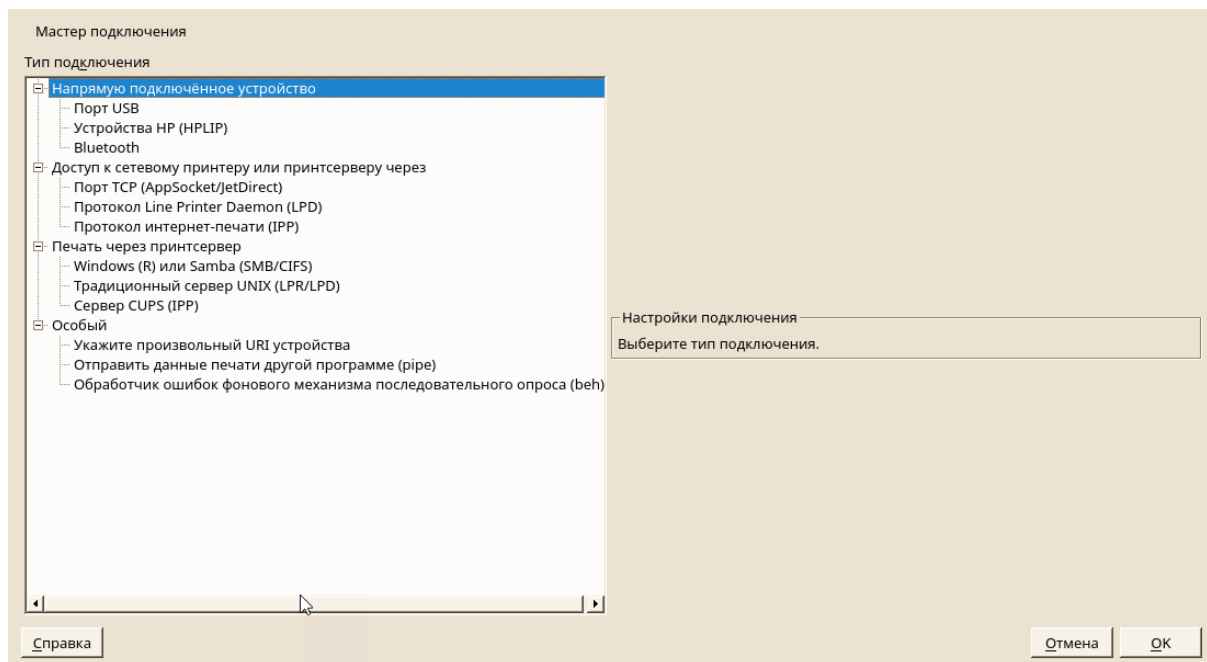 Мастер подключения
Тип подключения
Напрямую подключённое устройство
Порт USB
Устройства HP (HPLIP)
Bluetooth
Доступ к сетевому принтеру или принтсерверу через
Порт TCP (AppSocket/JetDirect)
Протокол Line Printer Daemon (LPD)
Протокол интернет-печати (IPP)
Печать через принтсервер
Windows (R) или Samba (SMB/CIFS)
Традиционный сервер UNIX (LPR/LPD)
Сервер CUPS (IPP)
Особый
Укажите произвольный URI устройства
Отправить данные печати другой программе (pipe)
Обработчик ошибок фонового механизма последовательного опроса (beh)
Настройки подключения
Выберите тип подключения.
Справка
Отмена
OK